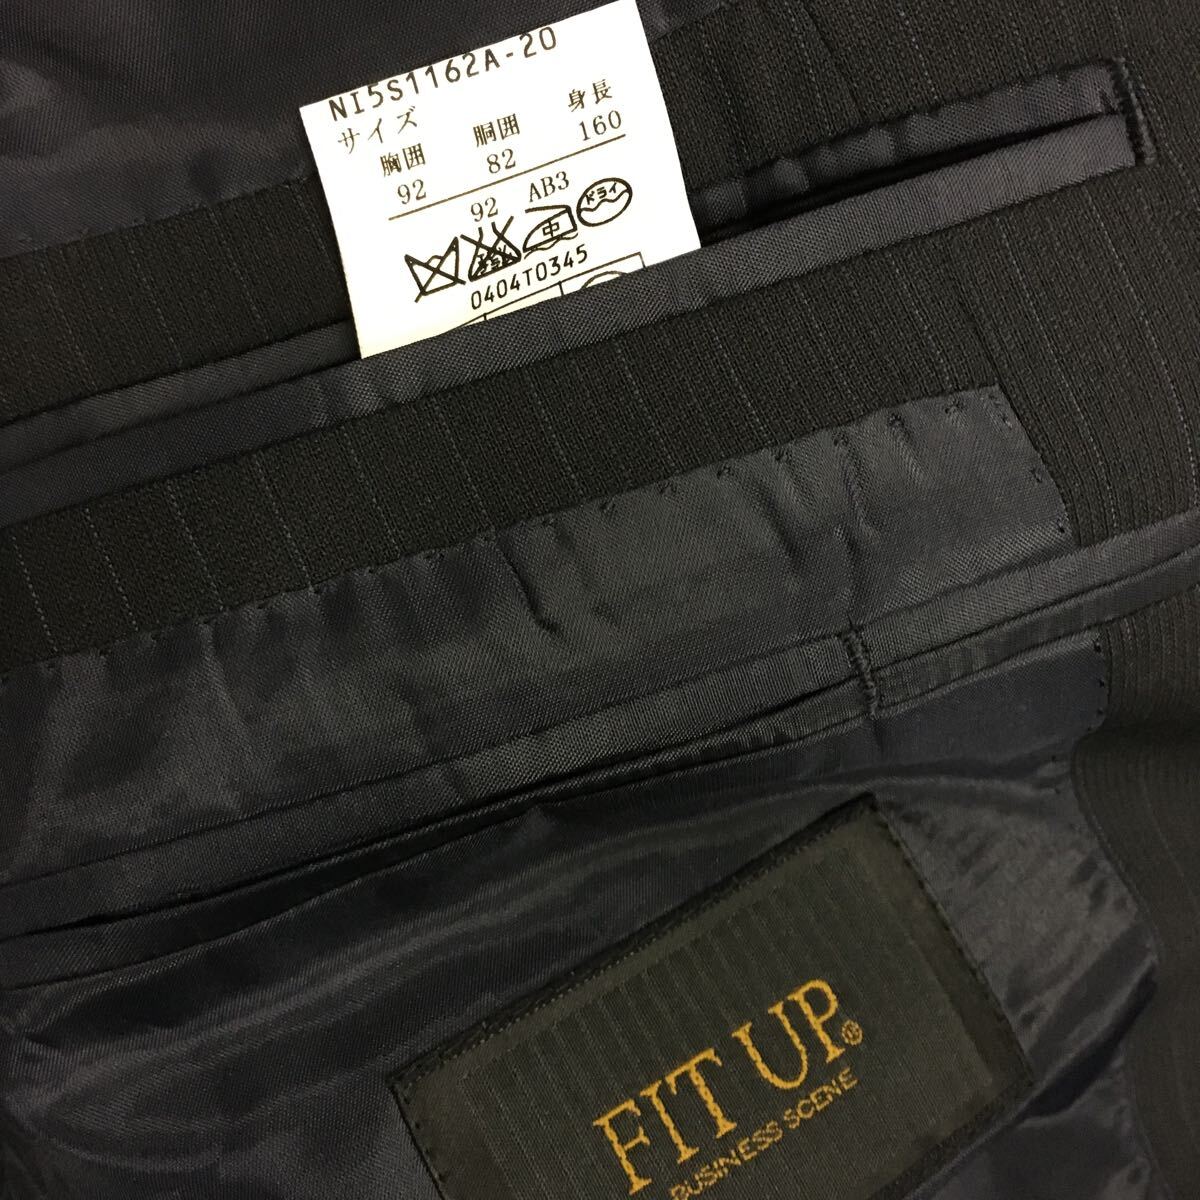 NI5S1162A-20
サイズ
胸囲 胴囲 身長
92 82 160
92 AB3
中 ドライ
0404T0345
FIT UP®
BUSINESS SCENE